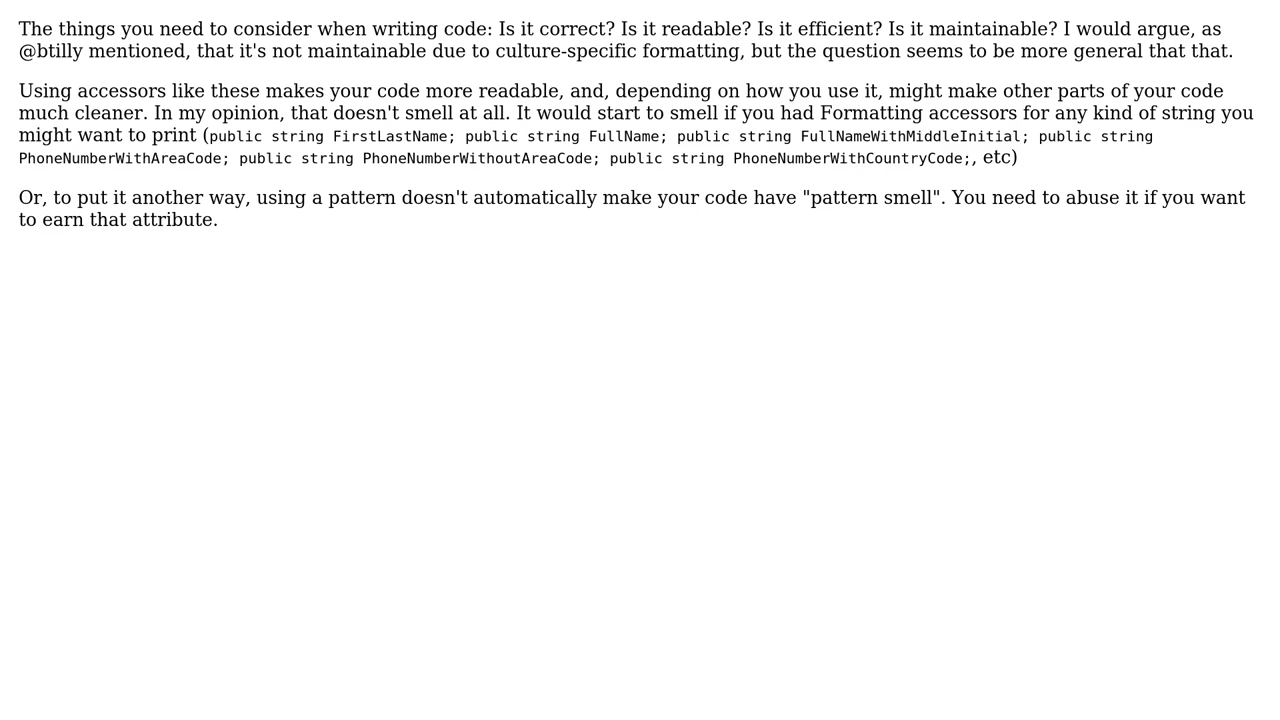 The things you need to consider when writing code: Is it correct? Is it readable? Is it efficient? Is it maintainable? I would argue, as
@btilly mentioned, that it's not maintainable due to culture-specific formatting, but the question seems to be more general that that.
Using accessors like these makes your code more readable, and, depending on how you use it, might make other parts of your code
much cleaner. In my opinion, that doesn't smell at all. It would start to smell if you had Formatting accessors for any kind of string you
might want to print (public string FirstLastName; public string FullName; public string FullNameWithMiddleInitial; public string
PhoneNumberWithAreaCode; public string PhoneNumberWithoutAreaCode; public string PhoneNumberWithCountryCode;, etc)
Or, to put it another way, using a pattern doesn't automatically make your code have "pattern smell". You need to abuse it if you want
to earn that attribute.